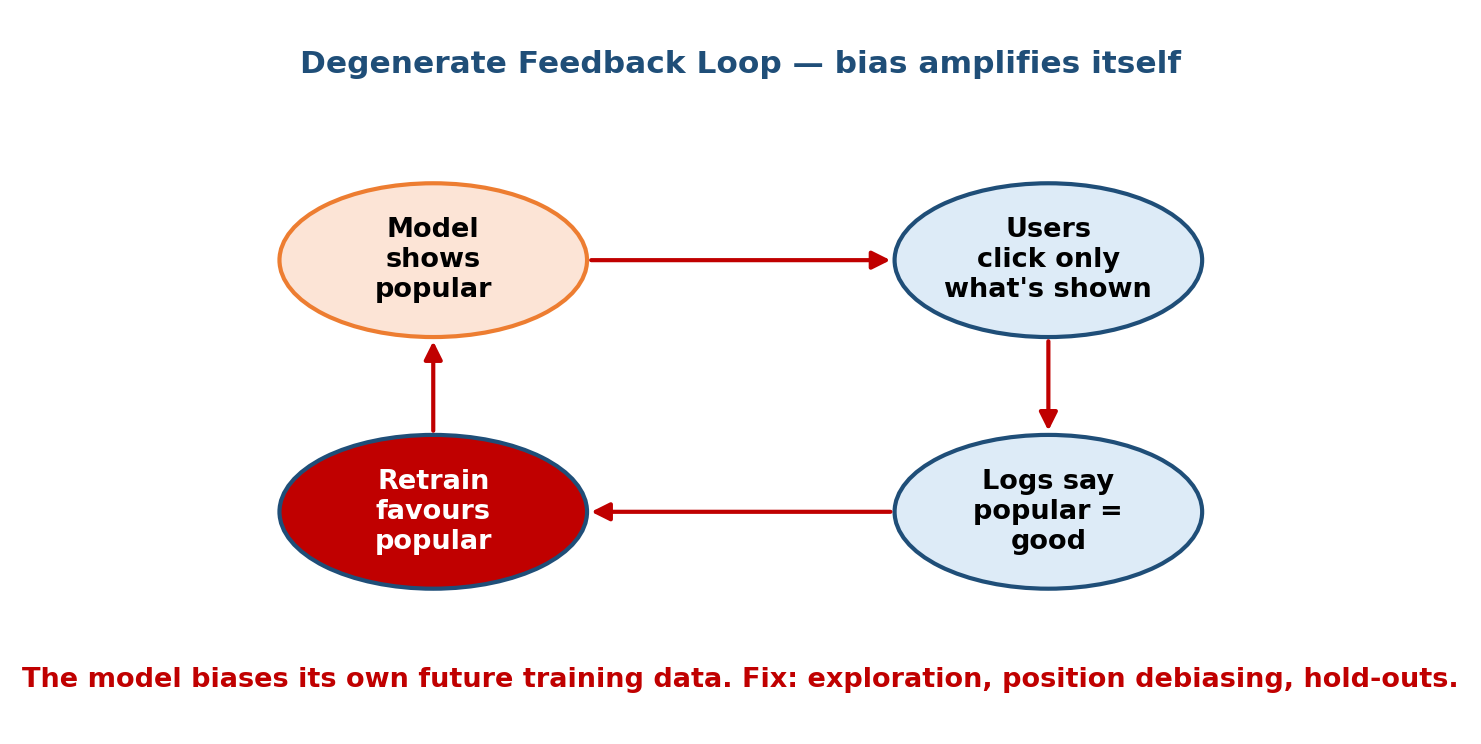 Degenerate Feedback Loop — bias amplifies itself
Model
shows
popular
Users
click only
what's shown
Logs say
popular =
good
Retrain
favours
popular
The model biases its own future training data. Fix: exploration, position debiasing, hold-outs.